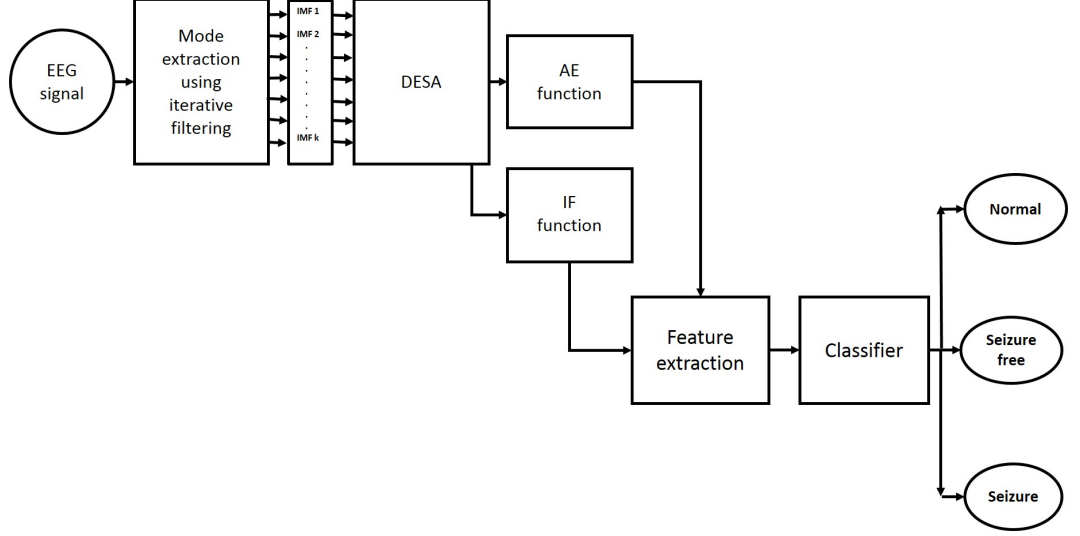 EEG
signal
Mode
extraction
using
iterative
filtering
IMF 1
IMF 2
.
.
.
.
.
.
.
IMF k
DESA
AE
function
IF
function
Feature
extraction
Classifier
Normal
Seizure
free
Seizure